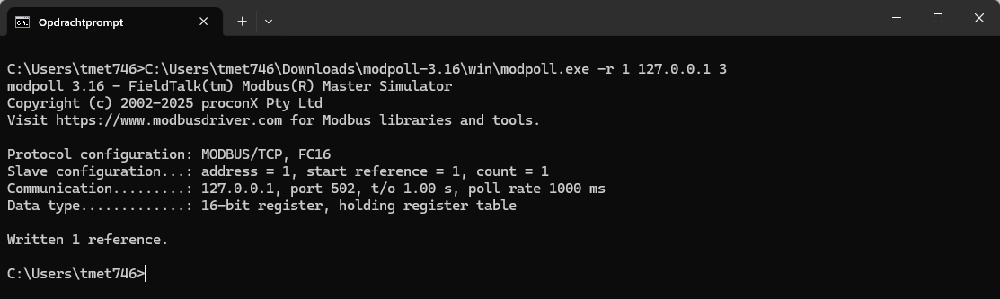 Opdrachtprompt
C:\Users\tmet746>C:\Users\tmet746\Downloads\modpoll-3.16\win\modpoll.exe -r 1 127.0.0.1 3
modpoll 3.16 - FieldTalk(tm) Modbus(R) Master Simulator
Copyright (c) 2002-2025 proconX Pty Ltd
Visit https://www.modbusdriver.com for Modbus libraries and tools.
Protocol configuration: MODBUS/TCP, FC16
Slave configuration...: address = 1, start reference = 1, count = 1
Communication.........: 127.0.0.1, port 502, t/o 1.00 s, poll rate 1000 ms
Data type.............: 16-bit register, holding register table
Written 1 reference.
C:\Users\tmet746>